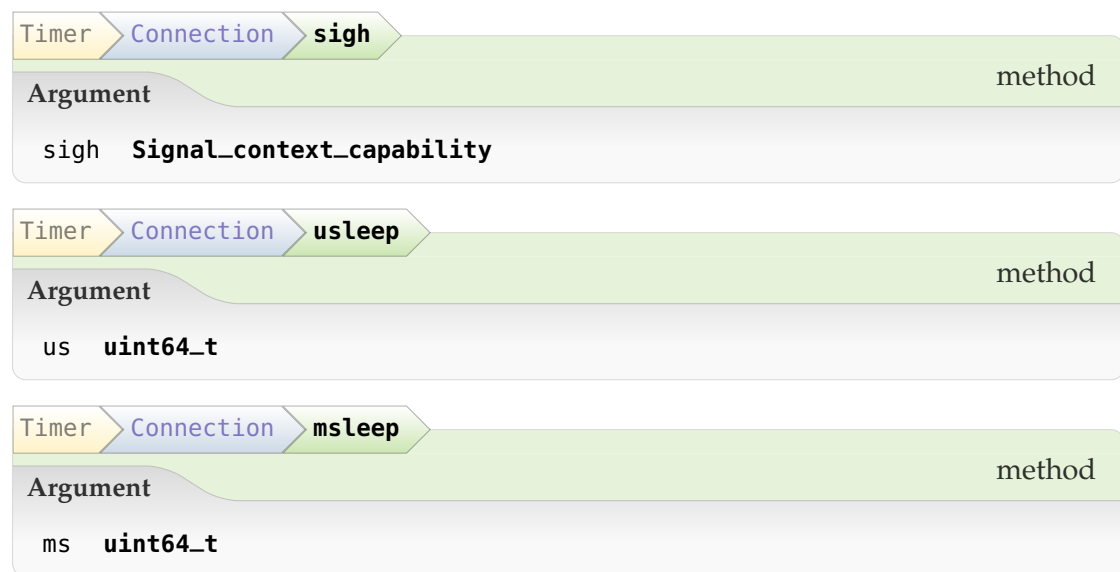 Timer Connection sigh
method
Argument
sigh Signal_context_capability
Timer Connection usleep
method
Argument
us uint64_t
Timer Connection msleep
method
Argument
ms uint64_t